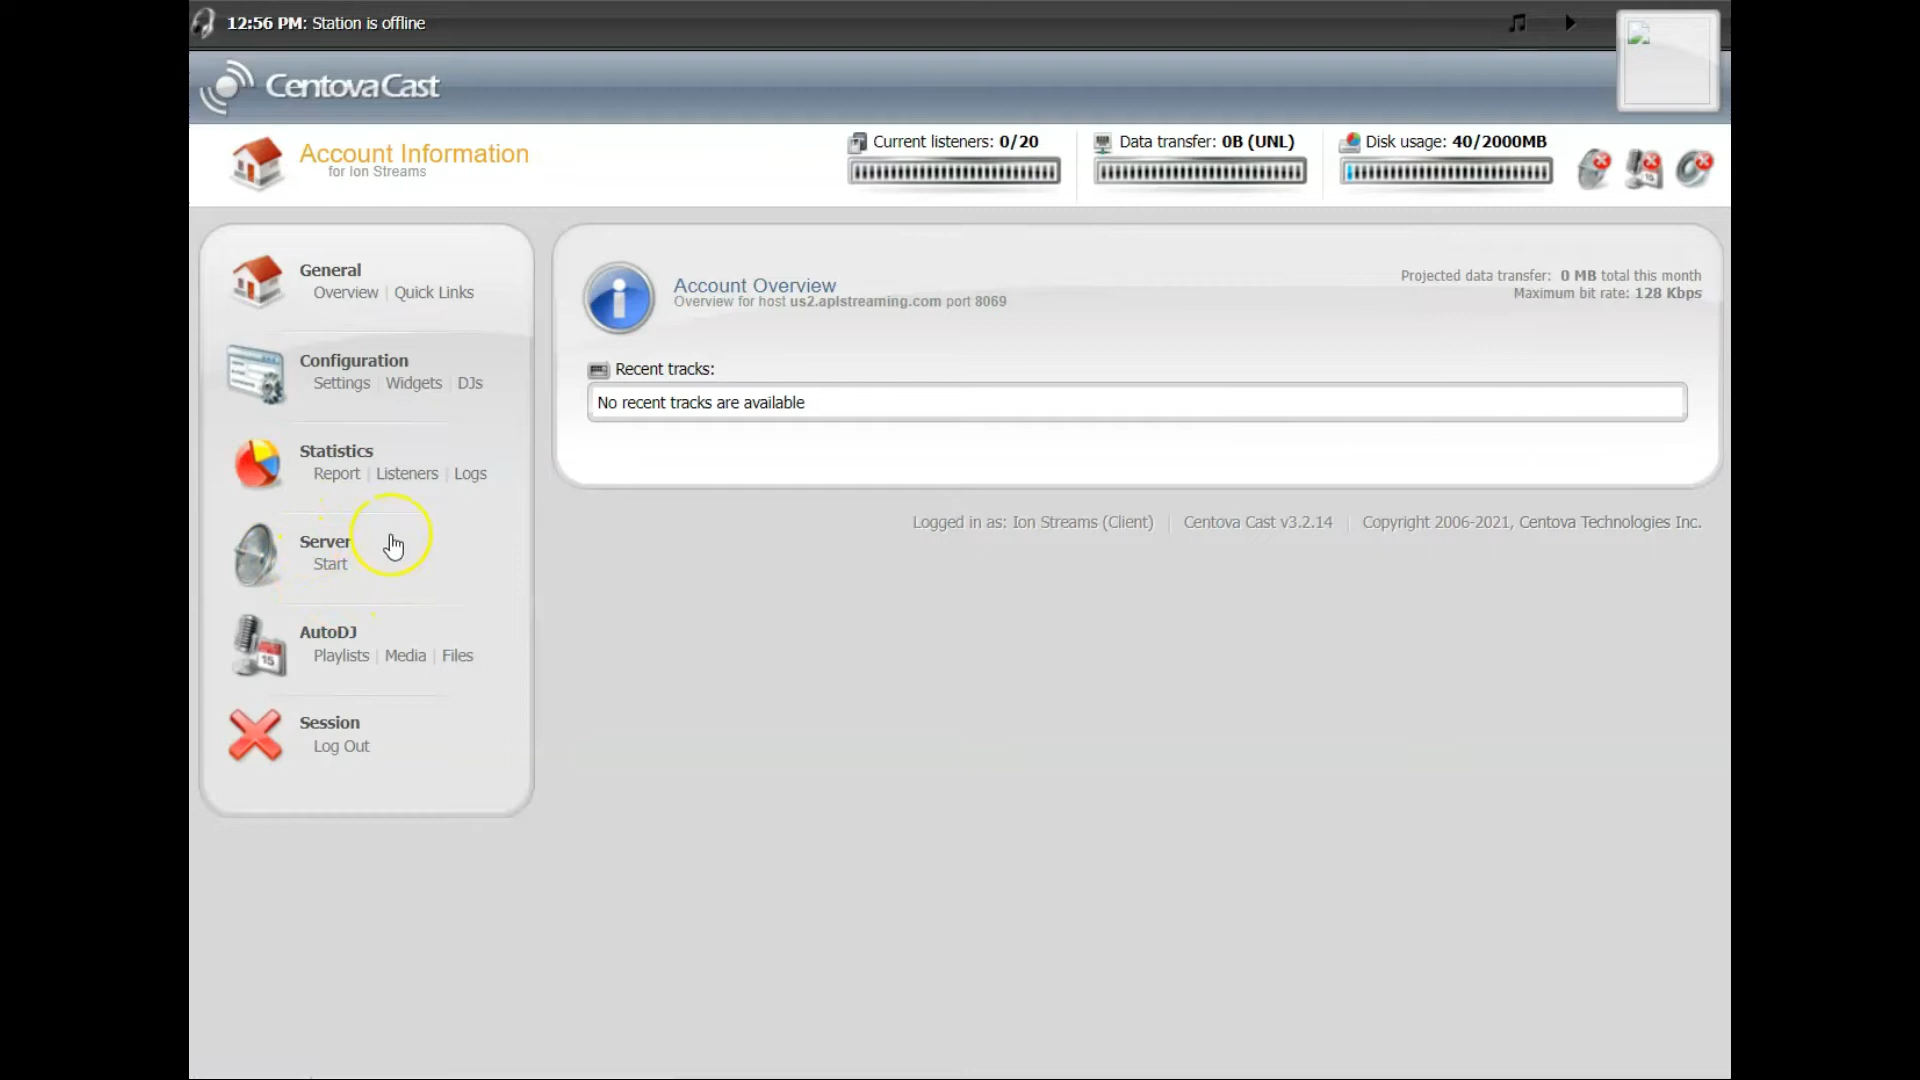 12:56 PM: Station is offline
CentovaCast
Account Information
for Ion Streams
Current listeners: 0/20
Data transfer: 0B (UNL)
Disk usage: 40/2000MB
General
Overview | Quick Links
Configuration
Settings | Widgets | DJs
Statistics
Report | Listeners | Logs
Server
Start
AutoDJ
Playlists | Media | Files
Session
Log Out
Account Overview
Overview for host us2.aplstreaming.com port 8069
Projected data transfer: 0 MB total this month
Maximum bit rate: 128 Kbps
Recent tracks:
No recent tracks are available
Logged in as: Ion Streams (Client) | Centova Cast v3.2.14 | Copyright 2006-2021, Centova Technologies Inc.